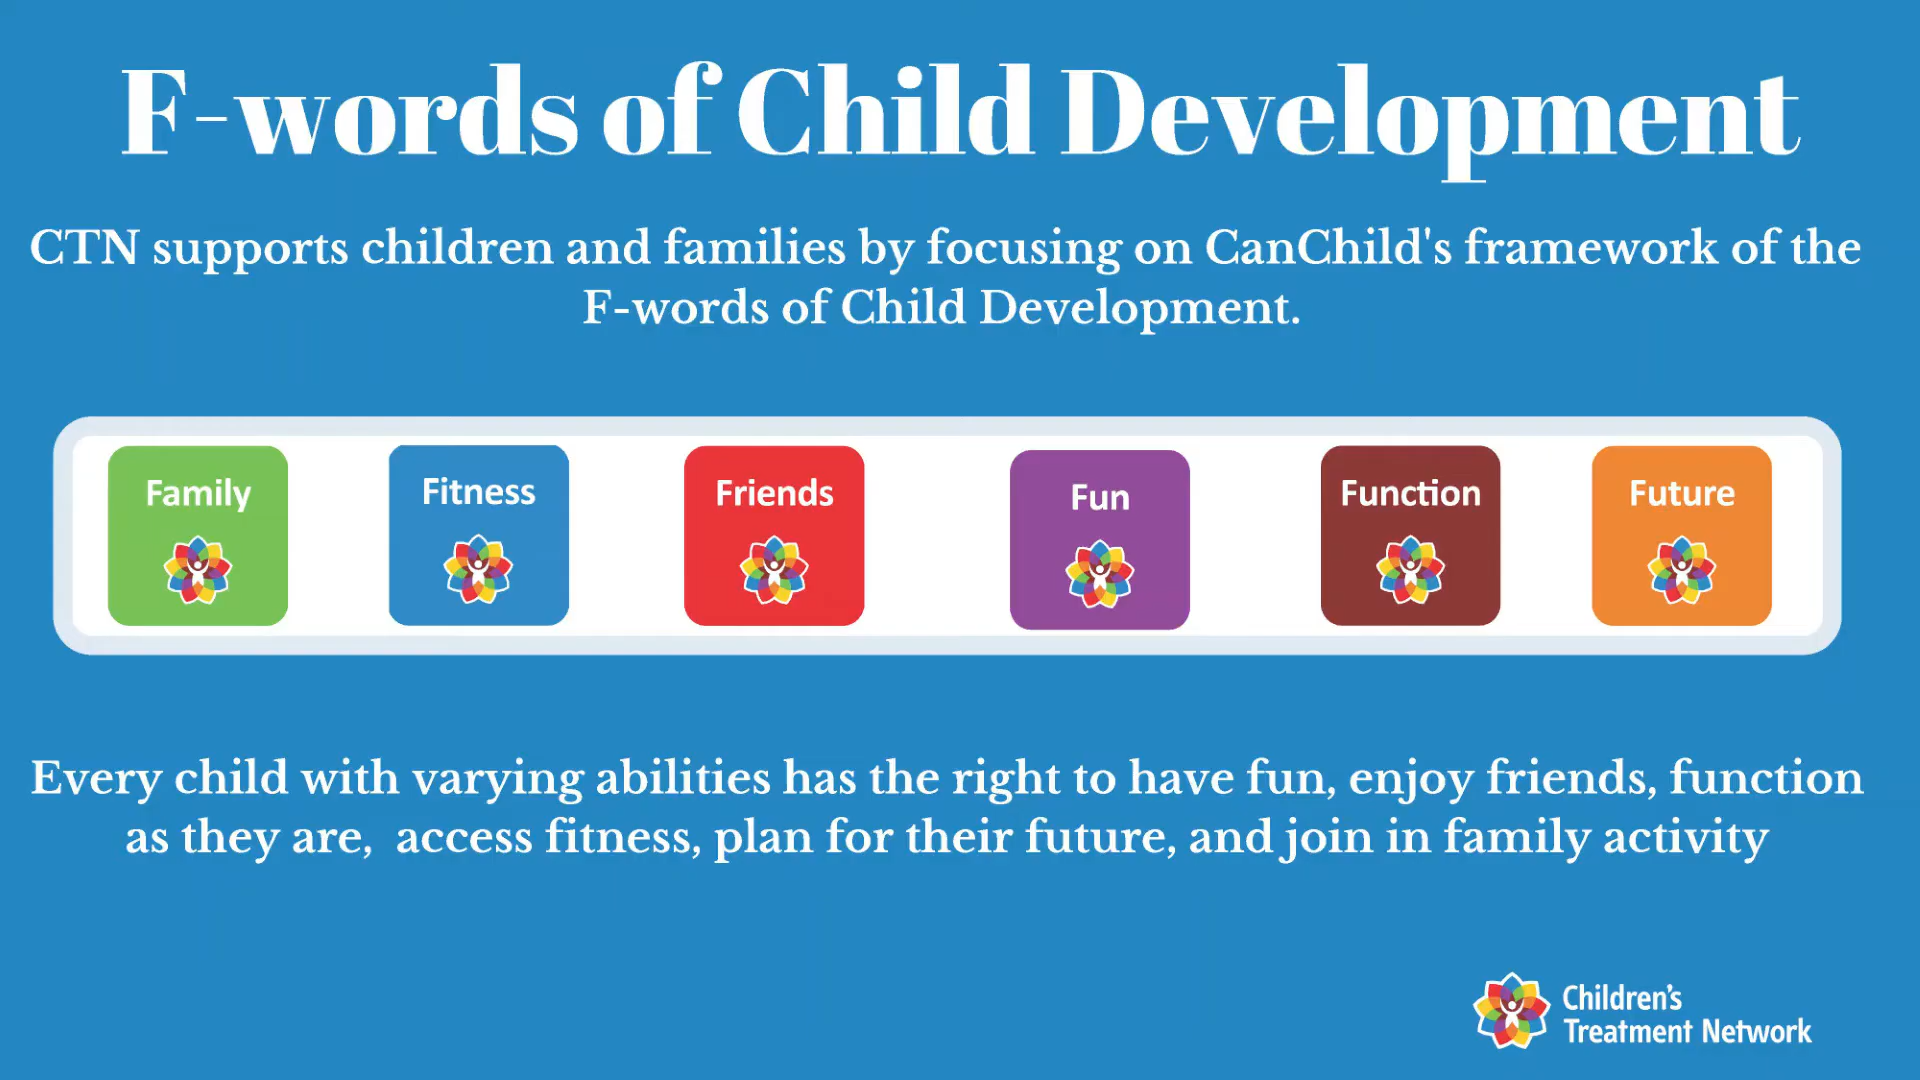 F-words of Child Development
CTN supports children and families by focusing on CanChild's framework of the
F-words of Child Development.
Family
Fitness
Friends
Fun
Function
Future
Every child with varying abilities has the right to have fun, enjoy friends, function
as they are, access fitness, plan for their future, and join in family activity
Children's
Treatment Network